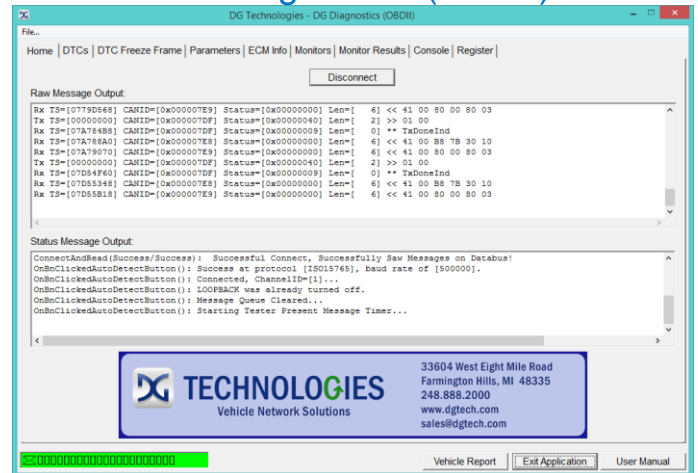 DG Technologies - DG Diagnostics (OBDII)
File...
Home | DTCs | DTC Freeze Frame | Parameters | ECM Info | Monitors | Monitor Results | Console | Register |
Disconnect
Raw Message Output:
Rx TS=[0779D568] CANID=[0x000007E9] Status=[0x00000000] Len=[ 6] << 41 00 80 00 80 03
Tx TS=[00000000] CANID=[0x000007DF] Status=[0x00000040] Len=[ 2] >> 01 00
Rx TS=[07A784B8] CANID=[0x000007DF] Status=[0x00000009] Len=[ 0] ** TxDoneInd
Rx TS=[07A788A0] CANID=[0x000007E8] Status=[0x00000000] Len=[ 6] << 41 00 B8 7B 30 10
Rx TS=[07A79070] CANID=[0x000007E9] Status=[0x00000000] Len=[ 6] << 41 00 80 00 80 03
Tx TS=[00000000] CANID=[0x000007DF] Status=[0x00000040] Len=[ 2] >> 01 00
Rx TS=[07D54F60] CANID=[0x000007DF] Status=[0x00000009] Len=[ 0] ** TxDoneInd
Rx TS=[07D55348] CANID=[0x000007E8] Status=[0x00000000] Len=[ 6] << 41 00 B8 7B 30 10
Rx TS=[07D55B18] CANID=[0x000007E9] Status=[0x00000000] Len=[ 6] << 41 00 80 00 80 03
Status Message Output:
ConnectAndRead(Success/Success): Successful Connect, Successfully Saw Messages on Databus!
OnBnClickedAutoDetectButton(): Success at protocol [ISO15765], baud rate of [500000].
OnBnClickedAutoDetectButton(): Connected, ChannelID=[1]...
OnBnClickedAutoDetectButton(): LOOPBACK was already turned off.
OnBnClickedAutoDetectButton(): Message Queue Cleared...
OnBnClickedAutoDetectButton(): Starting Tester Present Message Timer...
DG TECHNOLOGIES
Vehicle Network Solutions
33604 West Eight Mile Road
Farmington Hills, MI 48335
248.888.2000
www.dgtech.com
sales@dgtech.com
Vehicle Report
Exit Application
User Manual